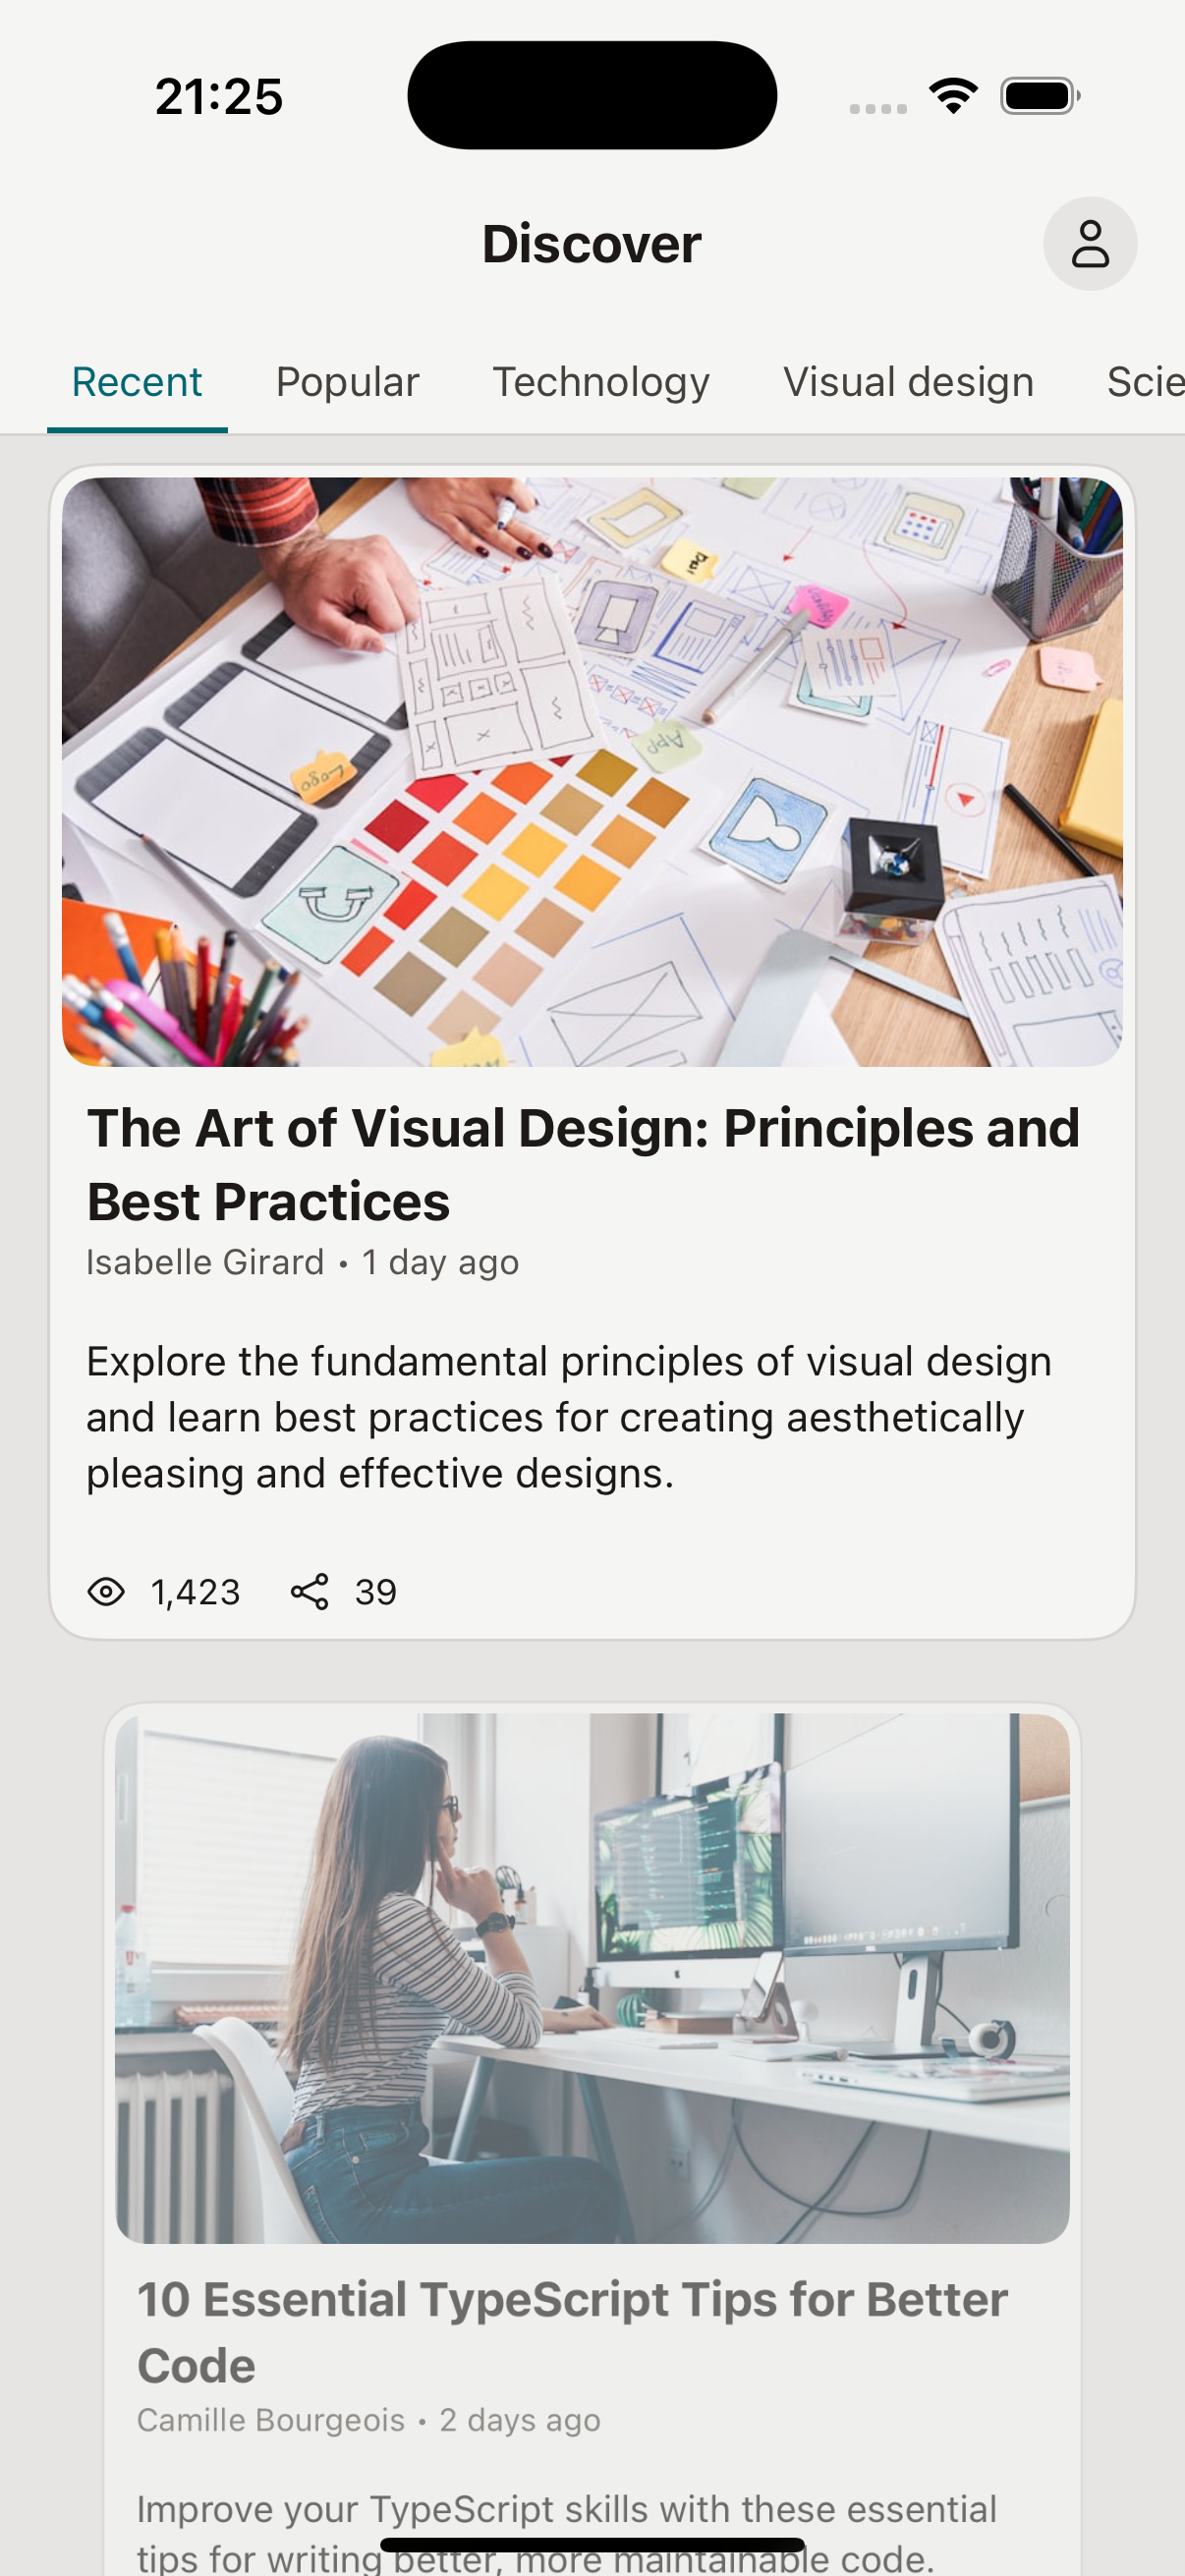 21:25
Discover
Recent Popular Technology Visual design Scie
Logo
App
The Art of Visual Design: Principles and
Best Practices
Isabelle Girard • 1 day ago
Explore the fundamental principles of visual design
and learn best practices for creating aesthetically
pleasing and effective designs.
1,423 39
10 Essential TypeScript Tips for Better
Code
Camille Bourgeois • 2 days ago
Improve your TypeScript skills with these essential
tips for writing better, more maintainable code.